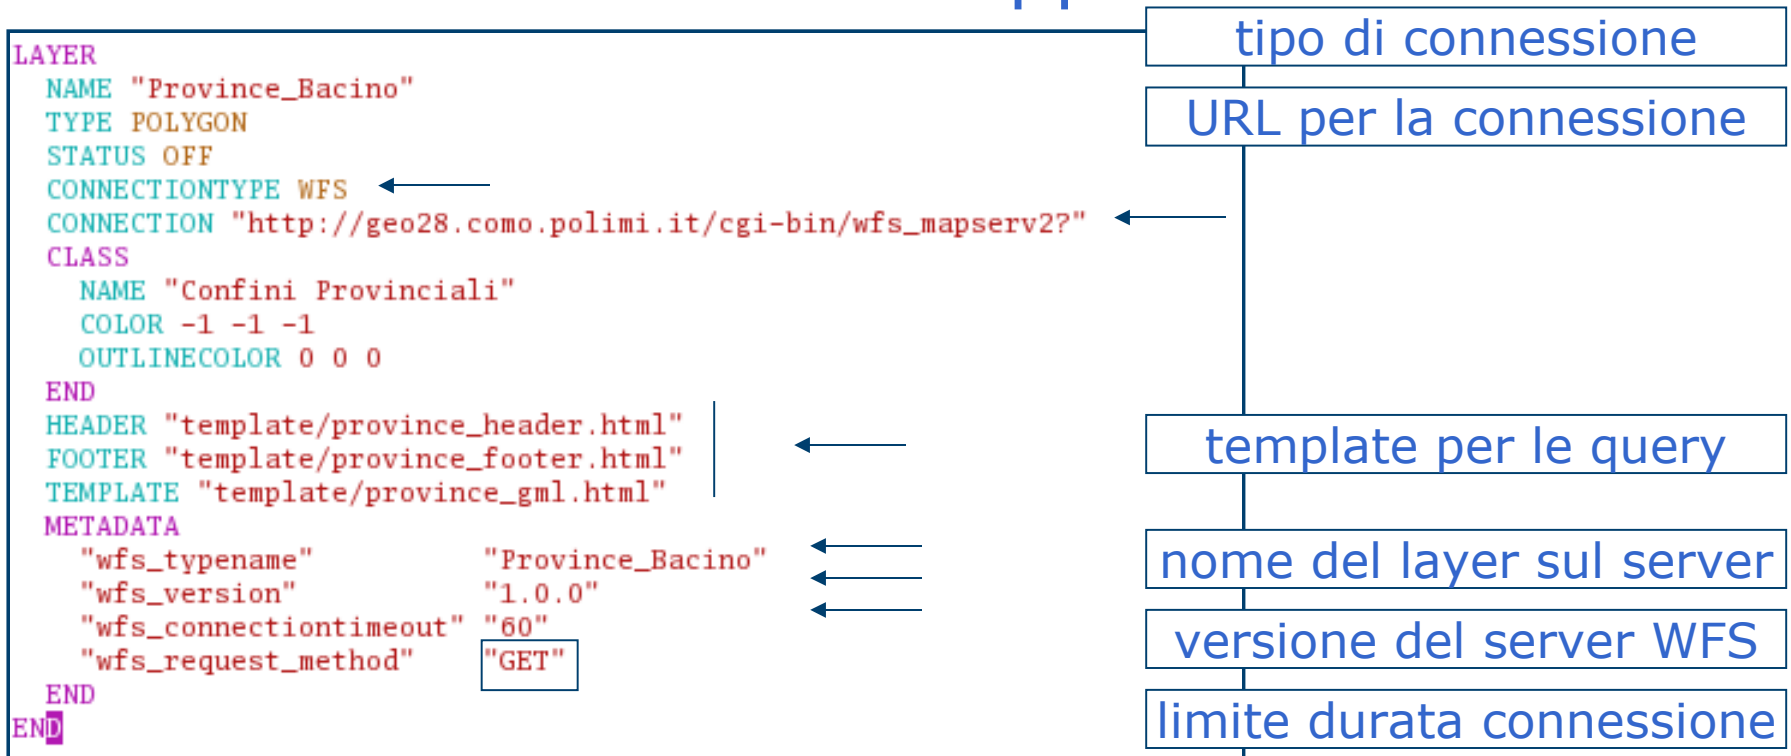 LAYER
NAME "Province_Bacino"
TYPE POLYGON
STATUS OFF
CONNECTIONTYPE WFS
CONNECTION "http://geo28.como.polimi.it/cgi-bin/wfs_mapserv2?"
CLASS
NAME "Confini Provinciali"
COLOR -1 -1 -1
OUTLINECOLOR 0 0 0
END
HEADER "template/province_header.html"
FOOTER "template/province_footer.html"
TEMPLATE "template/province_gml.html"
METADATA
"wfs_typename" "Province_Bacino"
"wfs_version" "1.0.0"
"wfs_connectiontimeout" "60"
"wfs_request_method" "GET"
END
END
tipo di connessione
URL per la connessione
template per le query
nome del layer sul server
versione del server WFS
limite durata connessione